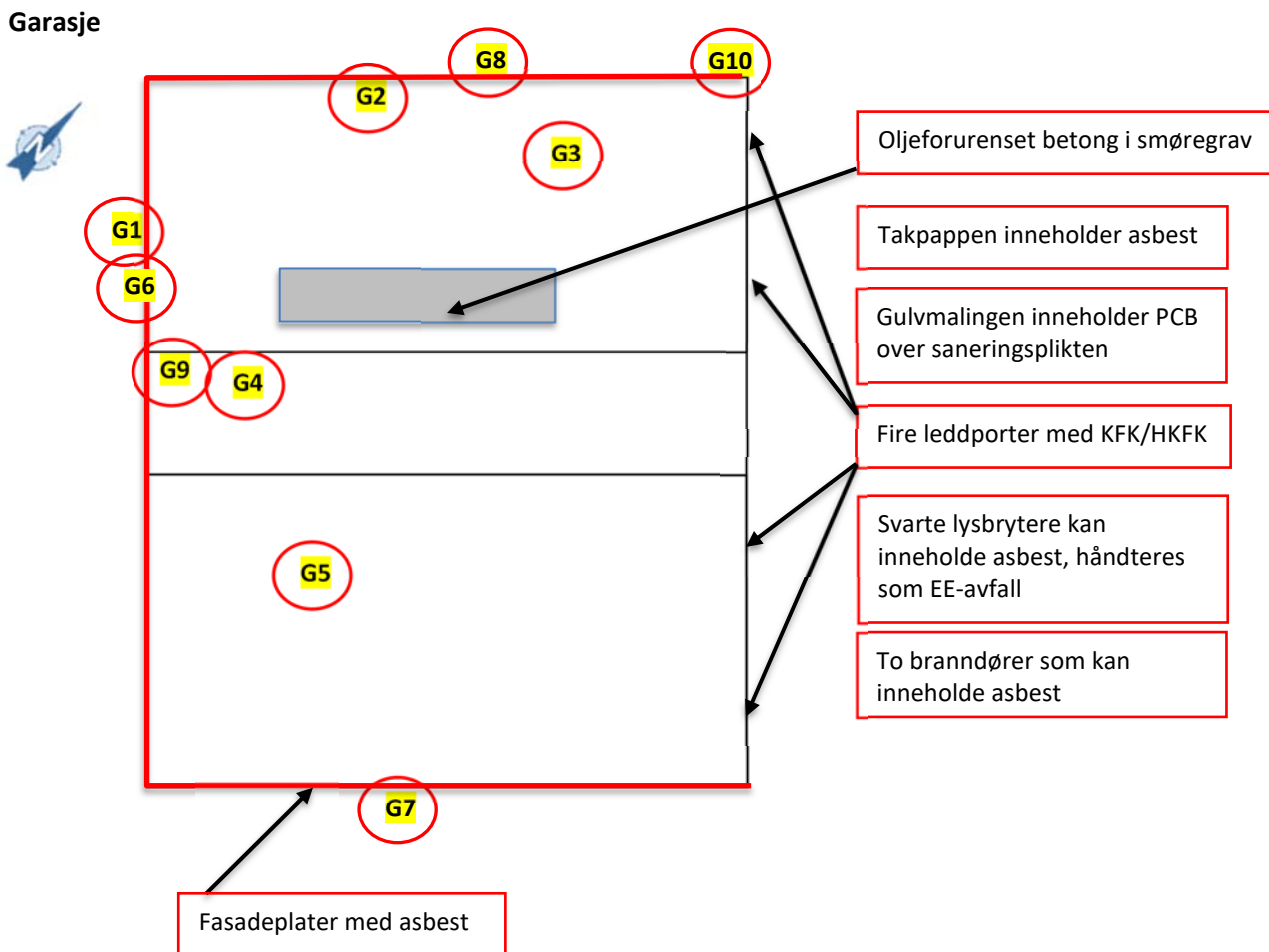 Garasje
G8
G10
G2
G3
Oljeforurenset betong i smøregrav
G1
Takpappen inneholder asbest
G6
Gulvmalingen inneholder PCB
over saneringsplikten
G9
G4
Fire leddporter med KFK/HKFK
Svarte lysbrytere kan
inneholde asbest, håndteres
som EE-avfall
G5
To branndører som kan
inneholde asbest
G7
Fasadeplater med asbest
N